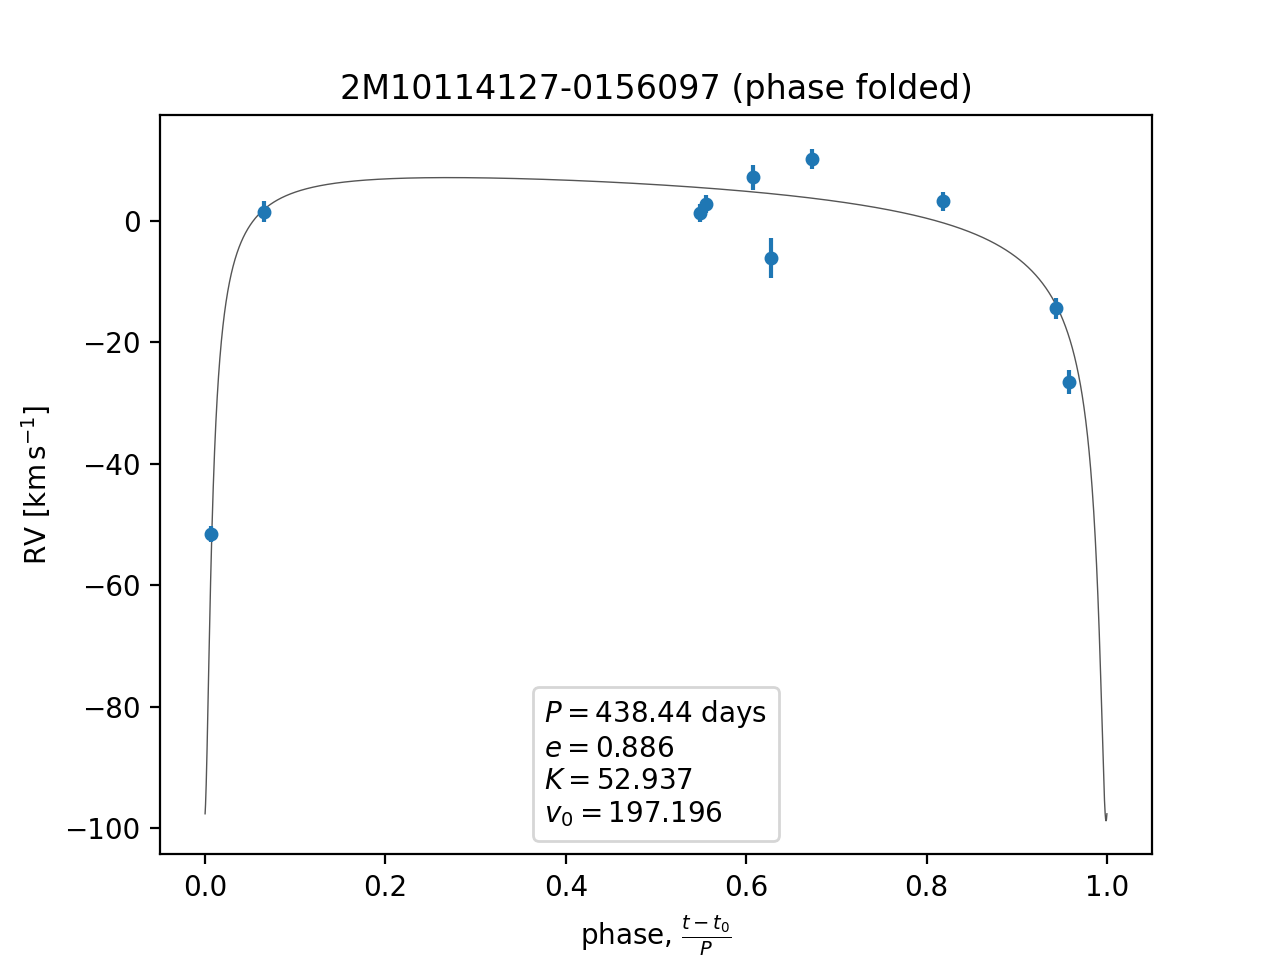 2M10114127-0156097 (phase folded)
RV [km s⁻¹]
0
−20
−40
−60
−80
−100
P = 438.44 days
e = 0.886
K = 52.937
v₀ = 197.196
0.0 0.2 0.4 0.6 0.8 1.0
phase, (t − t₀)/P